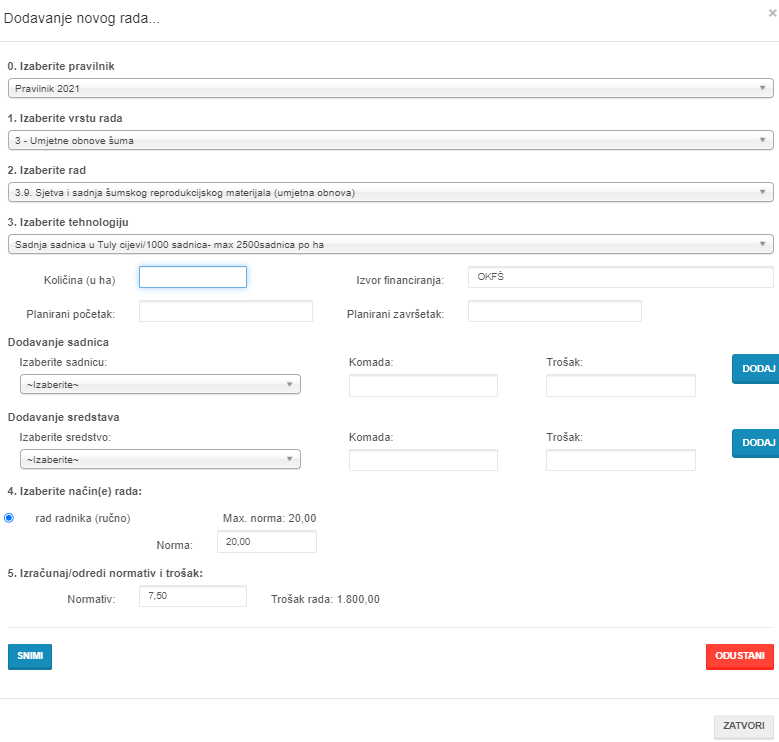 Dodavanje novog rada...
×
0. Izaberite pravilnik
Pravilnik 2021
1. Izaberite vrstu rada
3 - Umjetne obnove šuma
2. Izaberite rad
3.9. Sjetva i sadnja šumskog reprodukcijskog materijala (umjetna obnova)
3. Izaberite tehnologiju
Sadnja sadnica u Tuly cijevi/1000 sadnica- max 2500sadnica po ha
Količina (u ha) Izvor financiranja: OKFŠ
Planirani početak: Planirani završetak:
Dodavanje sadnica
Izaberite sadnicu: Komada: Trošak:
~Izaberite~ DODAJ
Dodavanje sredstava
Izaberite sredstvo: Komada: Trošak:
~Izaberite~ DODAJ
4. Izaberite način(e) rada:
rad radnika (ručno) Max. norma: 20,00
Norma: 20,00
5. Izračunaj/odredi normativ i trošak:
Normativ: 7,50 Trošak rada: 1.800,00
SNIMI ODUSTANI
ZATVORI